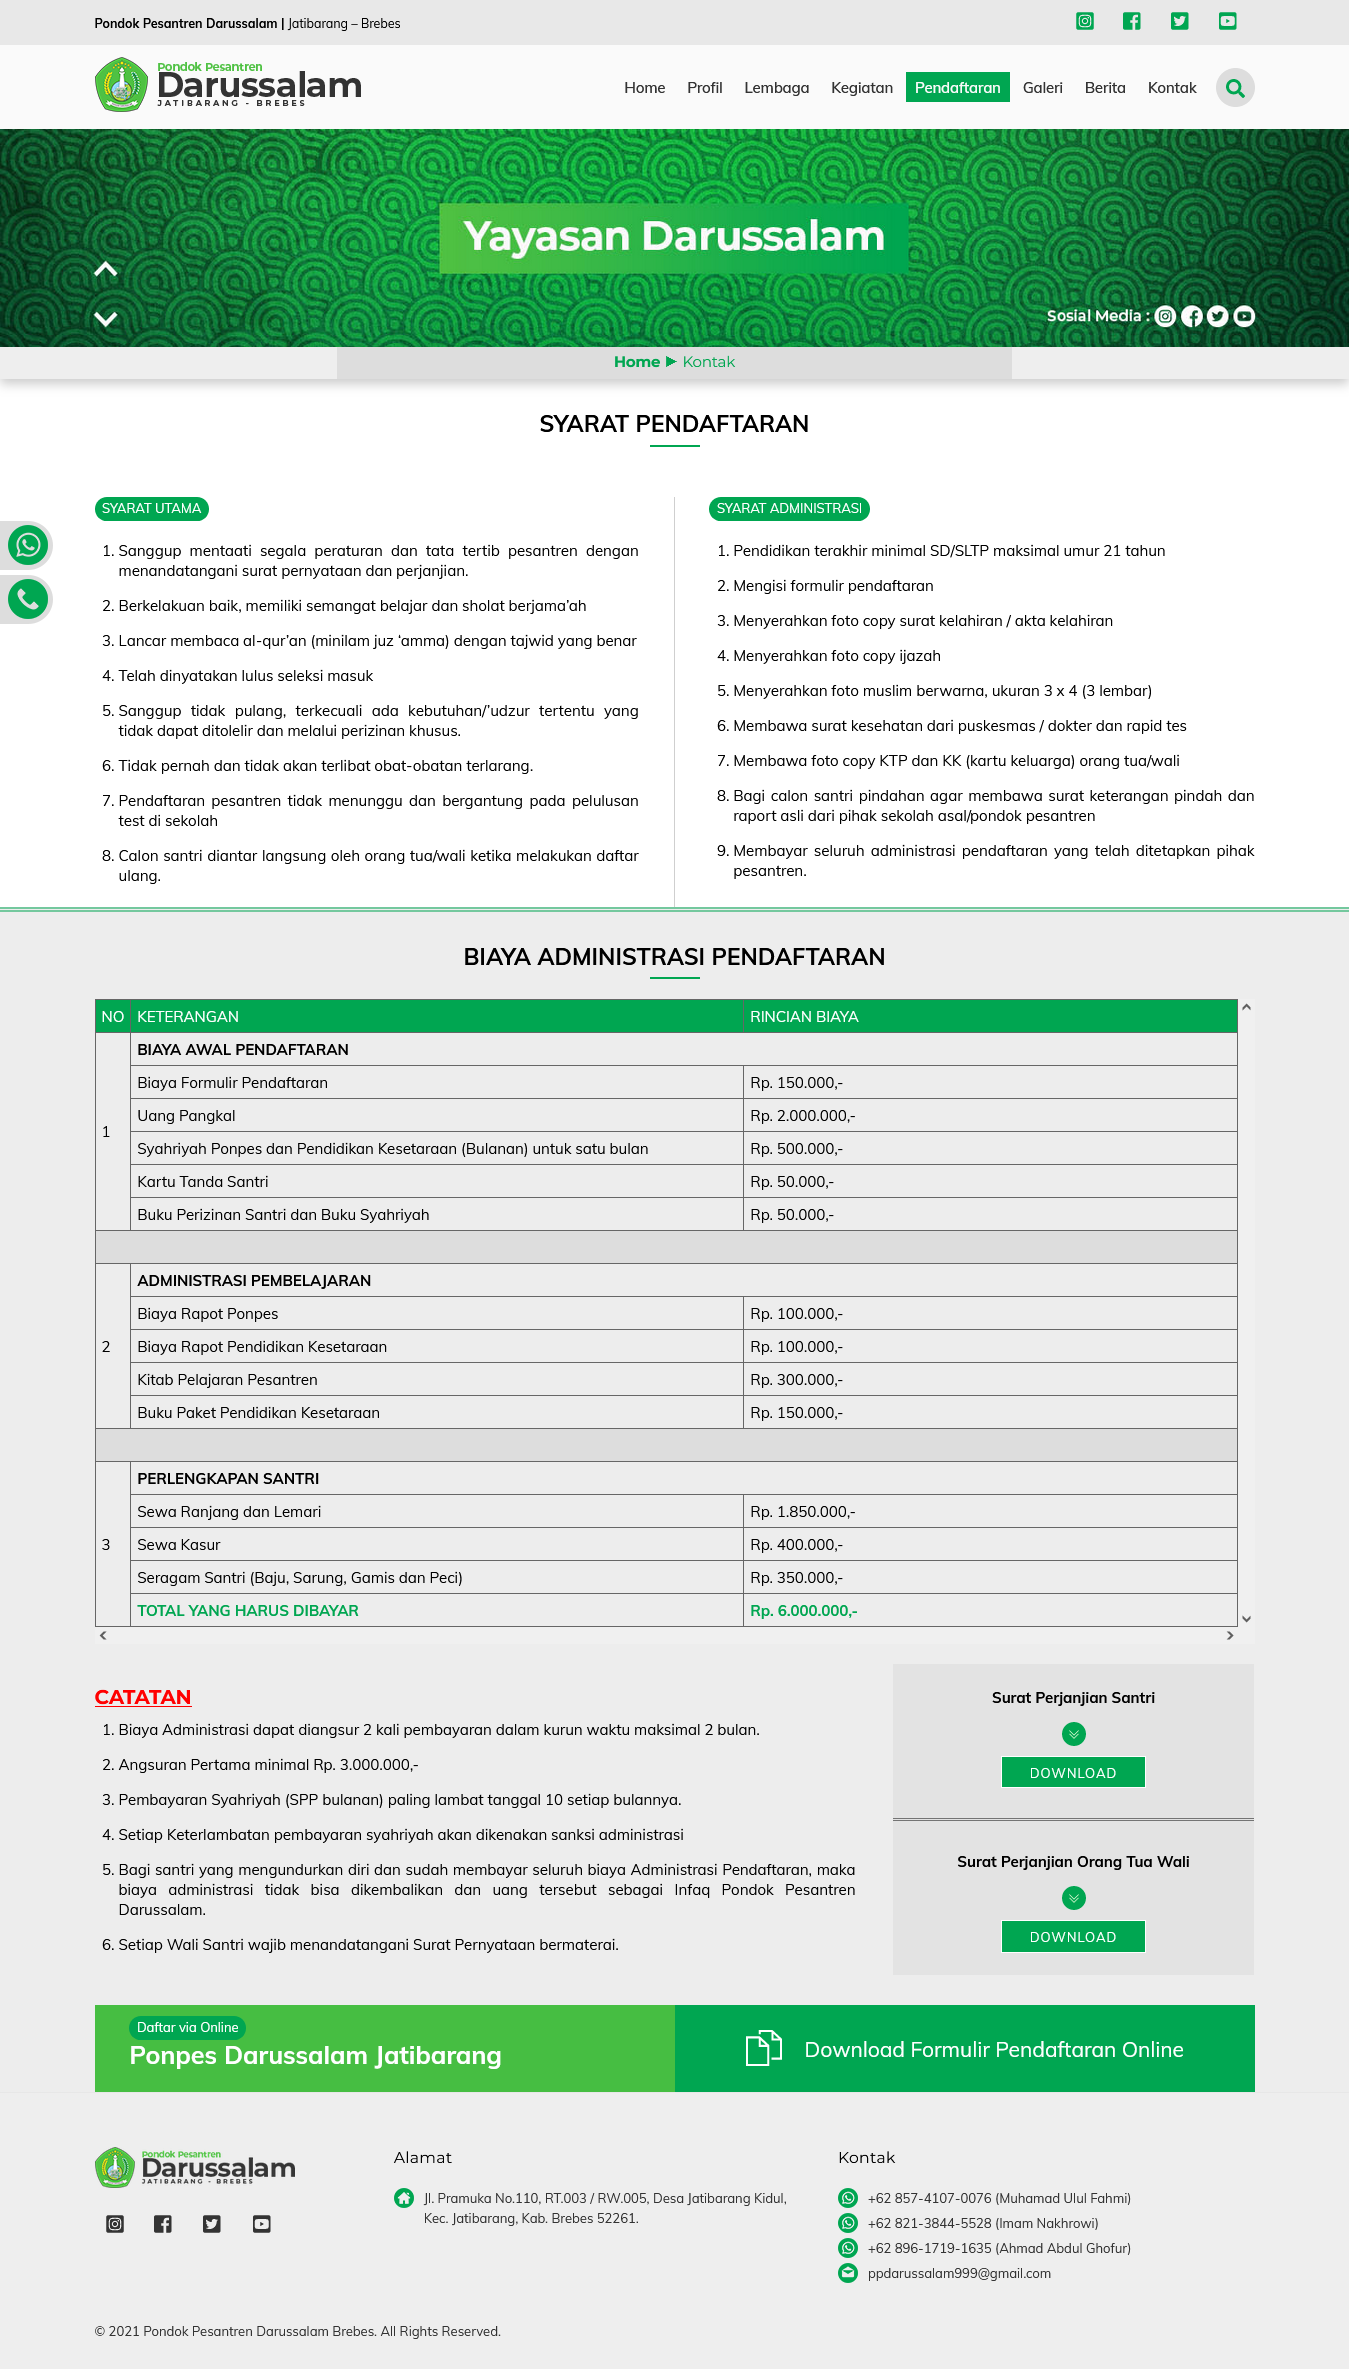 Pondok Pesantren Darussalam | Jatibarang – Brebes
Pondok Pesantren
Darussalam
JATIBARANG - BREBES
Home Profil Lembaga Kegiatan Pendaftaran Galeri Berita Kontak
Yayasan Darussalam
Sosial Media :
Home ► Kontak
SYARAT PENDAFTARAN
SYARAT UTAMA
1. Sanggup mentaati segala peraturan dan tata tertib pesantren dengan
menandatangani surat pernyataan dan perjanjian.
2. Berkelakuan baik, memiliki semangat belajar dan sholat berjama’ah
3. Lancar membaca al-qur’an (minilam juz ‘amma) dengan tajwid yang benar
4. Telah dinyatakan lulus seleksi masuk
5. Sanggup tidak pulang, terkecuali ada kebutuhan/’udzur tertentu yang
tidak dapat ditolelir dan melalui perizinan khusus.
6. Tidak pernah dan tidak akan terlibat obat-obatan terlarang.
7. Pendaftaran pesantren tidak menunggu dan bergantung pada pelulusan
test di sekolah
8. Calon santri diantar langsung oleh orang tua/wali ketika melakukan daftar
ulang.
SYARAT ADMINISTRASI
1. Pendidikan terakhir minimal SD/SLTP maksimal umur 21 tahun
2. Mengisi formulir pendaftaran
3. Menyerahkan foto copy surat kelahiran / akta kelahiran
4. Menyerahkan foto copy ijazah
5. Menyerahkan foto muslim berwarna, ukuran 3 x 4 (3 lembar)
6. Membawa surat kesehatan dari puskesmas / dokter dan rapid tes
7. Membawa foto copy KTP dan KK (kartu keluarga) orang tua/wali
8. Bagi calon santri pindahan agar membawa surat keterangan pindah dan
raport asli dari pihak sekolah asal/pondok pesantren
9. Membayar seluruh administrasi pendaftaran yang telah ditetapkan pihak
pesantren.
BIAYA ADMINISTRASI PENDAFTARAN
NO KETERANGAN RINCIAN BIAYA
BIAYA AWAL PENDAFTARAN
Biaya Formulir Pendaftaran Rp. 150.000,-
Uang Pangkal Rp. 2.000.000,-
1
Syahriyah Ponpes dan Pendidikan Kesetaraan (Bulanan) untuk satu bulan Rp. 500.000,-
Kartu Tanda Santri Rp. 50.000,-
Buku Perizinan Santri dan Buku Syahriyah Rp. 50.000,-
ADMINISTRASI PEMBELAJARAN
Biaya Rapot Ponpes Rp. 100.000,-
2 Biaya Rapot Pendidikan Kesetaraan Rp. 100.000,-
Kitab Pelajaran Pesantren Rp. 300.000,-
Buku Paket Pendidikan Kesetaraan Rp. 150.000,-
PERLENGKAPAN SANTRI
Sewa Ranjang dan Lemari Rp. 1.850.000,-
3 Sewa Kasur Rp. 400.000,-
Seragam Santri (Baju, Sarung, Gamis dan Peci) Rp. 350.000,-
TOTAL YANG HARUS DIBAYAR Rp. 6.000.000,-
CATATAN
1. Biaya Administrasi dapat diangsur 2 kali pembayaran dalam kurun waktu maksimal 2 bulan.
2. Angsuran Pertama minimal Rp. 3.000.000,-
3. Pembayaran Syahriyah (SPP bulanan) paling lambat tanggal 10 setiap bulannya.
4. Setiap Keterlambatan pembayaran syahriyah akan dikenakan sanksi administrasi
5. Bagi santri yang mengundurkan diri dan sudah membayar seluruh biaya Administrasi Pendaftaran, maka
biaya administrasi tidak bisa dikembalikan dan uang tersebut sebagai Infaq Pondok Pesantren
Darussalam.
6. Setiap Wali Santri wajib menandatangani Surat Pernyataan bermaterai.
Surat Perjanjian Santri
DOWNLOAD
Surat Perjanjian Orang Tua Wali
DOWNLOAD
Daftar via Online
Ponpes Darussalam Jatibarang
Download Formulir Pendaftaran Online
Pondok Pesantren
Darussalam
JATIBARANG - BREBES
Alamat
Jl. Pramuka No.110, RT.003 / RW.005, Desa Jatibarang Kidul,
Kec. Jatibarang, Kab. Brebes 52261.
Kontak
+62 857-4107-0076 (Muhamad Ulul Fahmi)
+62 821-3844-5528 (Imam Nakhrowi)
+62 896-1719-1635 (Ahmad Abdul Ghofur)
ppdarussalam999@gmail.com
© 2021 Pondok Pesantren Darussalam Brebes. All Rights Reserved.